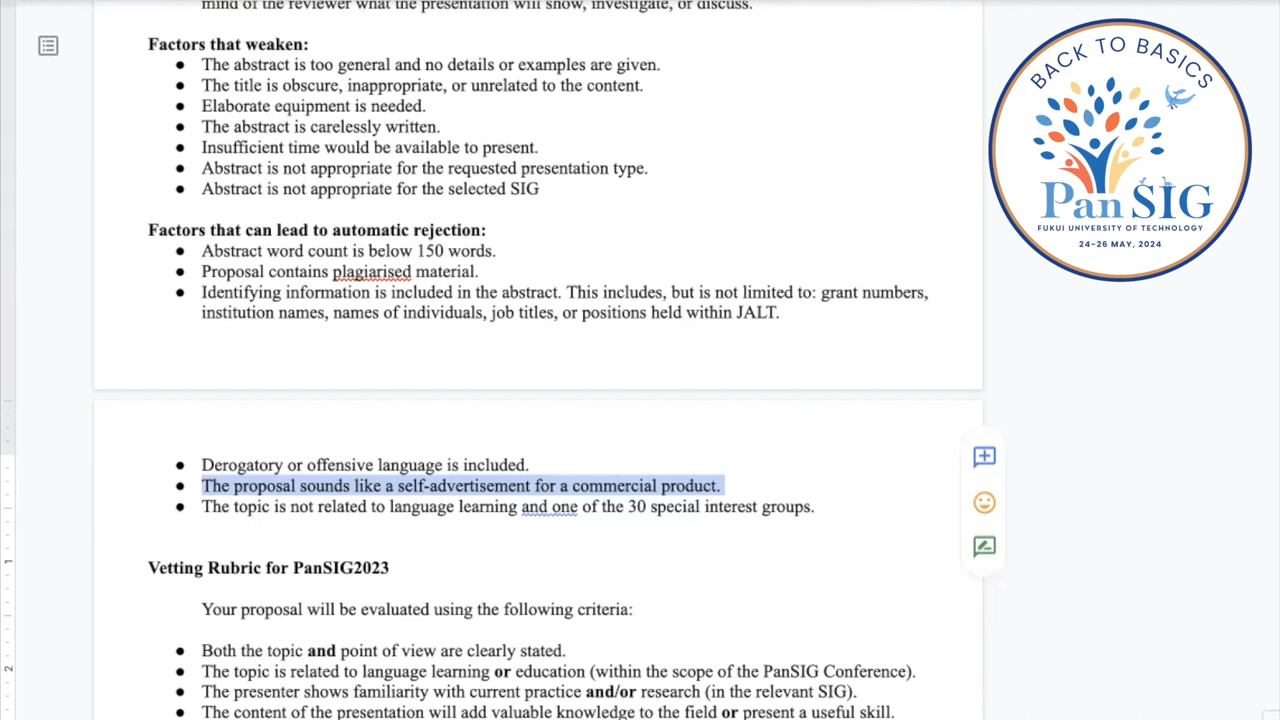 mind of the reviewer what the presentation will show, investigate, or discuss.
Factors that weaken:
● The abstract is too general and no details or examples are given.
● The title is obscure, inappropriate, or unrelated to the content.
● Elaborate equipment is needed.
● The abstract is carelessly written.
● Insufficient time would be available to present.
● Abstract is not appropriate for the requested presentation type.
● Abstract is not appropriate for the selected SIG
Factors that can lead to automatic rejection:
● Abstract word count is below 150 words.
● Proposal contains plagiarised material.
● Identifying information is included in the abstract. This includes, but is not limited to: grant numbers,
institution names, names of individuals, job titles, or positions held within JALT.
● Derogatory or offensive language is included.
● The proposal sounds like a self-advertisement for a commercial product.
● The topic is not related to language learning and one of the 30 special interest groups.
Vetting Rubric for PanSIG2023
Your proposal will be evaluated using the following criteria:
● Both the topic and point of view are clearly stated.
● The topic is related to language learning or education (within the scope of the PanSIG Conference).
● The presenter shows familiarity with current practice and/or research (in the relevant SIG).
● The content of the presentation will add valuable knowledge to the field or present a useful skill.
BACK TO BASICS
Pan SIG
FUKUI UNIVERSITY OF TECHNOLOGY
24-26 MAY, 2024
1
2